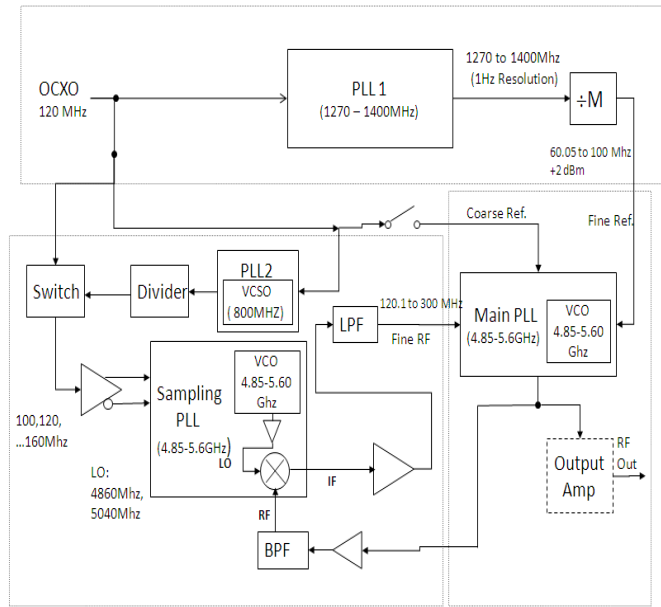 OCXO
120 MHz
PLL 1
(1270 – 1400MHz)
1270 to 1400Mhz
(1Hz Resolution)
÷M
60.05 to 100 Mhz
+2 dBm
Coarse Ref.
Fine Ref.
Switch
Divider
PLL2
VCSO
( 800MHZ)
LPF
120.1 to 300 MHz
Fine RF
Main PLL
(4.85-5.6GHz)
VCO
4.85-5.60
Ghz
100,120,
...160Mhz
Sampling
PLL
(4.85-5.6GHz)
VCO
4.85-5.60
Ghz
LO
IF
RF
LO:
4860Mhz,
5040Mhz
BPF
Output
Amp
RF
Out